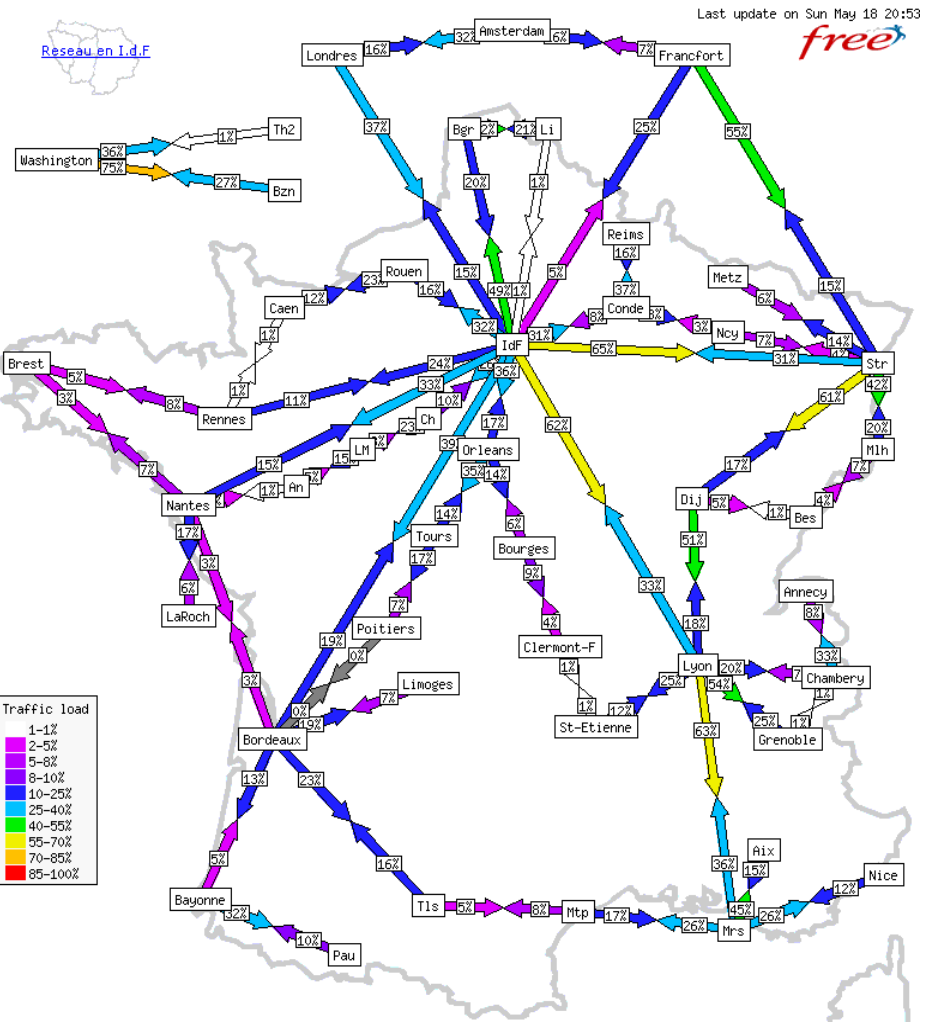 Last update on Sun May 18 20:53
free
Reseau en I.d.F
Londres
16%
32%
Amsterdam
6%
7%
Francfort
37%
25%
55%
Washington
36%
75%
1%
Th2
27%
Bzn
Bgr
2%
21%
Li
20%
1%
Reims
16%
37%
Conde
8%
3%
Ncy
7%
Metz
6%
14%
15%
Str
Rouen
23%
12%
16%
32%
Caen
1%
1%
15%
49%
1%
5%
31%
IdF
65%
31%
36%
Brest
5%
3%
8%
7%
Rennes
11%
24%
33%
15%
10%
Ch
23
LM
15
An
1%
Nantes
17%
6%
LaRoch
3%
3%
39
17%
Orleans
35%
14%
14%
Tours
17%
7%
Poitiers
0%
0%
19%
19%
7%
Limoges
Bordeaux
6%
Bourges
9%
4%
Clermont-F
1%
1%
St-Etienne
12%
25%
62%
33%
42%
20%
Mlh
7%
4%
Bes
1%
5%
Dij
61%
17%
51%
18%
Lyon
20%
7
54%
25%
Grenoble
1%
1%
Chambery
33%
8%
Annecy
63%
36%
Traffic load
1-1%
2-5%
5-8%
8-10%
10-25%
25-40%
40-55%
55-70%
70-85%
85-100%
13%
5%
Bayonne
32%
10%
Pau
23%
16%
Tls
5%
8%
Mtp
17%
26%
Mrs
45%
15%
Aix
26%
12%
Nice